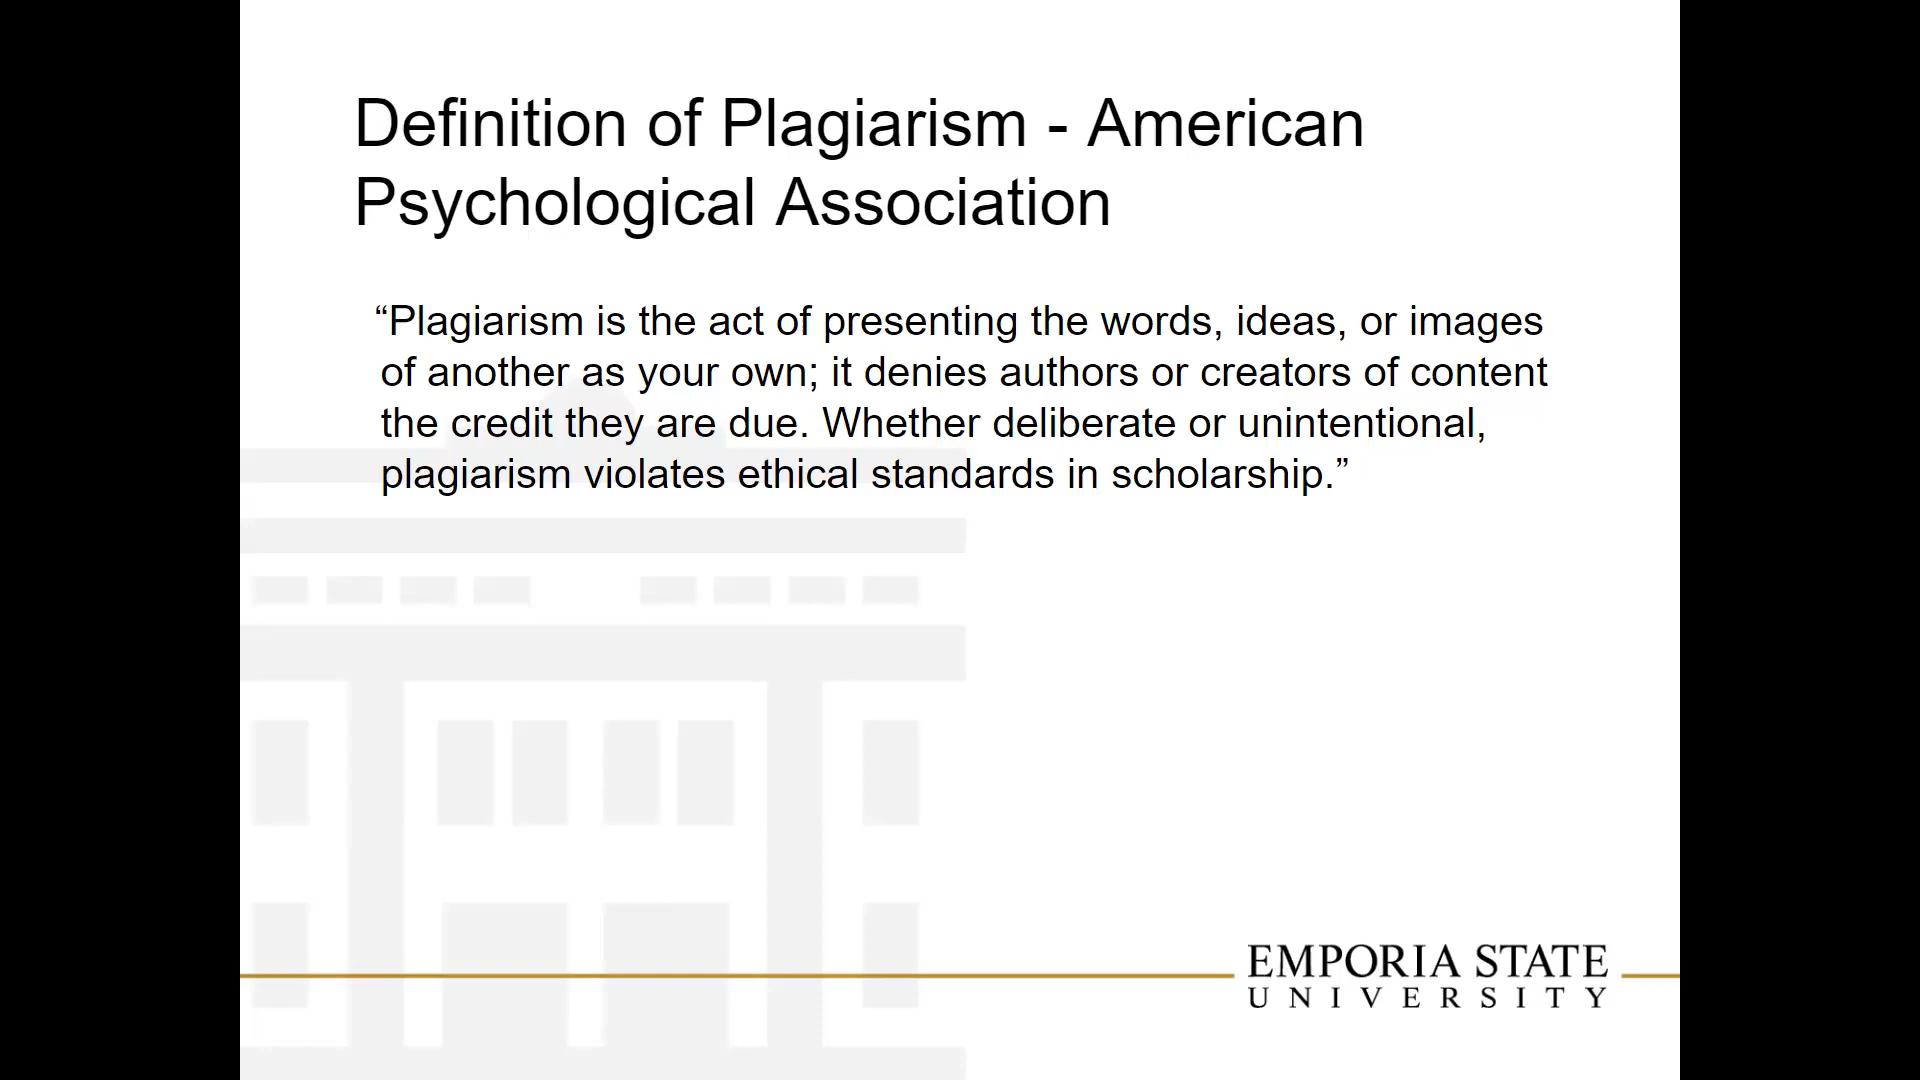 Definition of Plagiarism - American
Psychological Association
“Plagiarism is the act of presenting the words, ideas, or images
of another as your own; it denies authors or creators of content
the credit they are due. Whether deliberate or unintentional,
plagiarism violates ethical standards in scholarship.”
EMPORIA STATE
UNIVERSITY